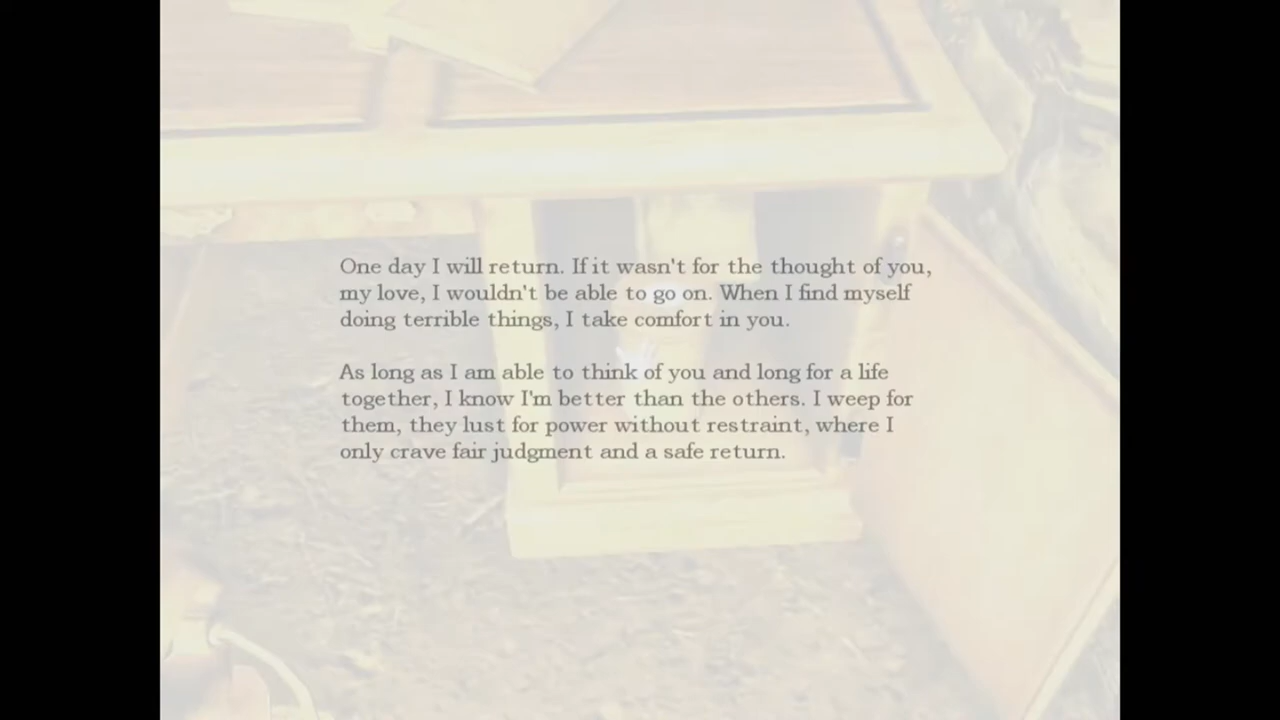 One day I will return. If it wasn't for the thought of you,
my love, I wouldn't be able to go on. When I find myself
doing terrible things, I take comfort in you.
As long as I am able to think of you and long for a life
together, I know I'm better than the others. I weep for
them, they lust for power without restraint, where I
only crave fair judgment and a safe return.